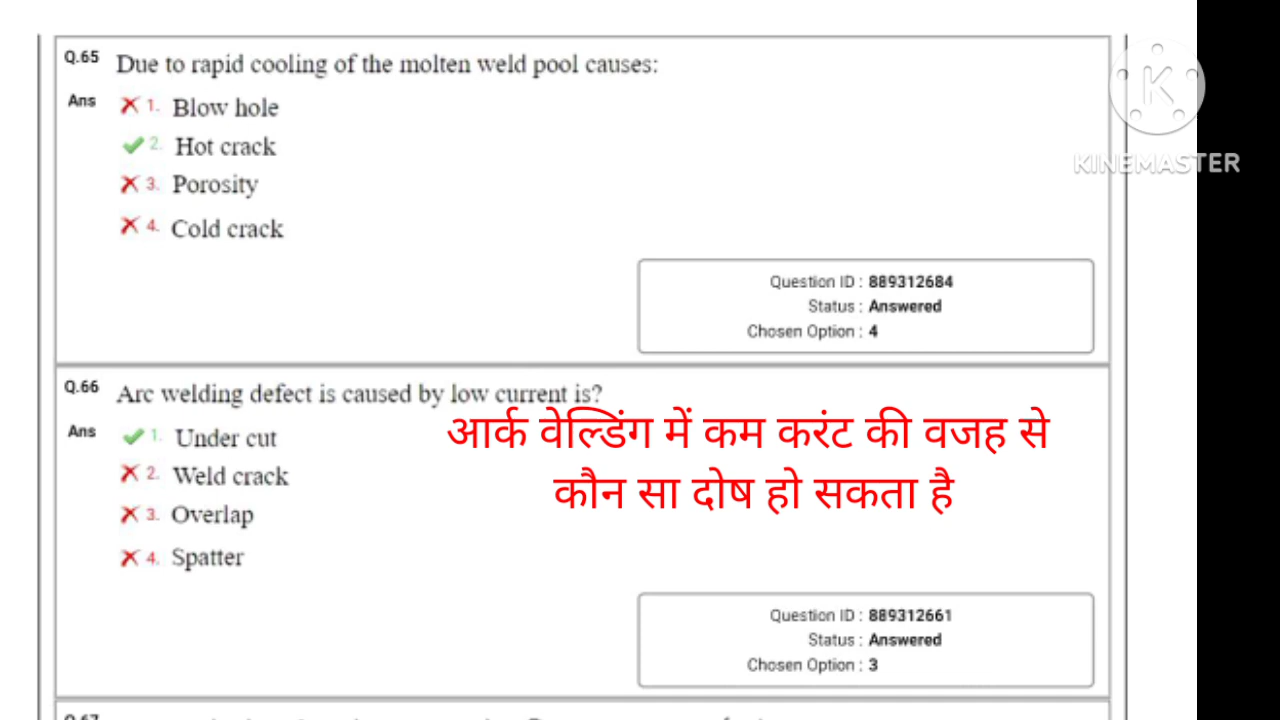 Q.65 Due to rapid cooling of the molten weld pool causes:
Ans 1. Blow hole
2. Hot crack
3. Porosity
4. Cold crack
K
KINEMASTER
Question ID : 889312684
Status : Answered
Chosen Option : 4
Q.66 Arc welding defect is caused by low current is?
आर्क वेल्डिंग में कम करंट की वजह से
कौन सा दोष हो सकता है
Ans 1. Under cut
2. Weld crack
3. Overlap
4. Spatter
Question ID : 889312661
Status : Answered
Chosen Option : 3